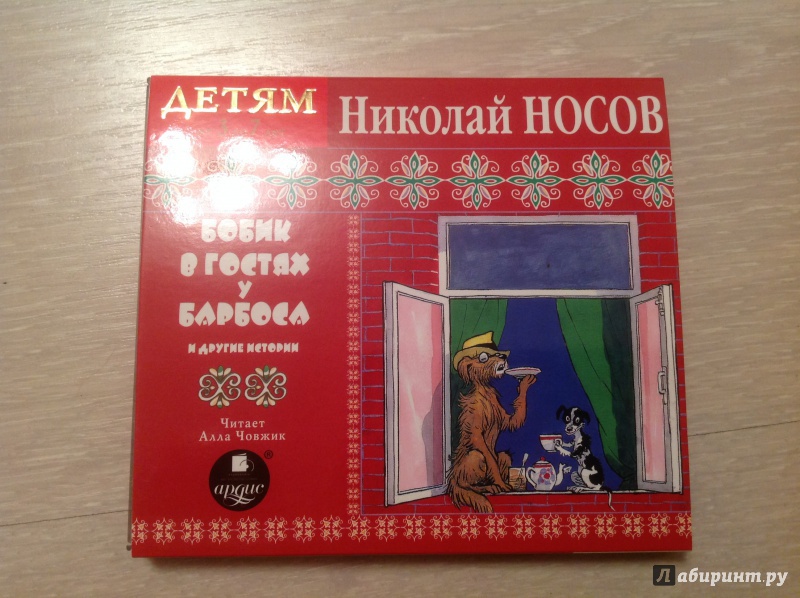 ДЕТЯМ
Николай НОСОВ
БОБИК
В ГОСТЯХ
У
БАРБОСА
И ДРУГИЕ ИСТОРИИ
Читает
Алла Човжик
®
ардис
Лабиринт.ру